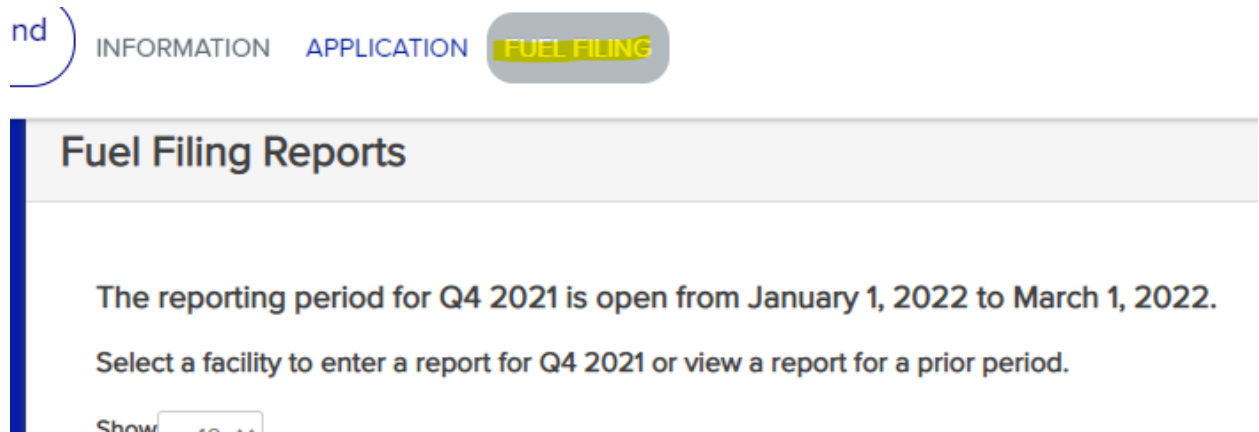 nd
INFORMATION APPLICATION FUEL FILING
Fuel Filing Reports
The reporting period for Q4 2021 is open from January 1, 2022 to March 1, 2022.
Select a facility to enter a report for Q4 2021 or view a report for a prior period.
Show